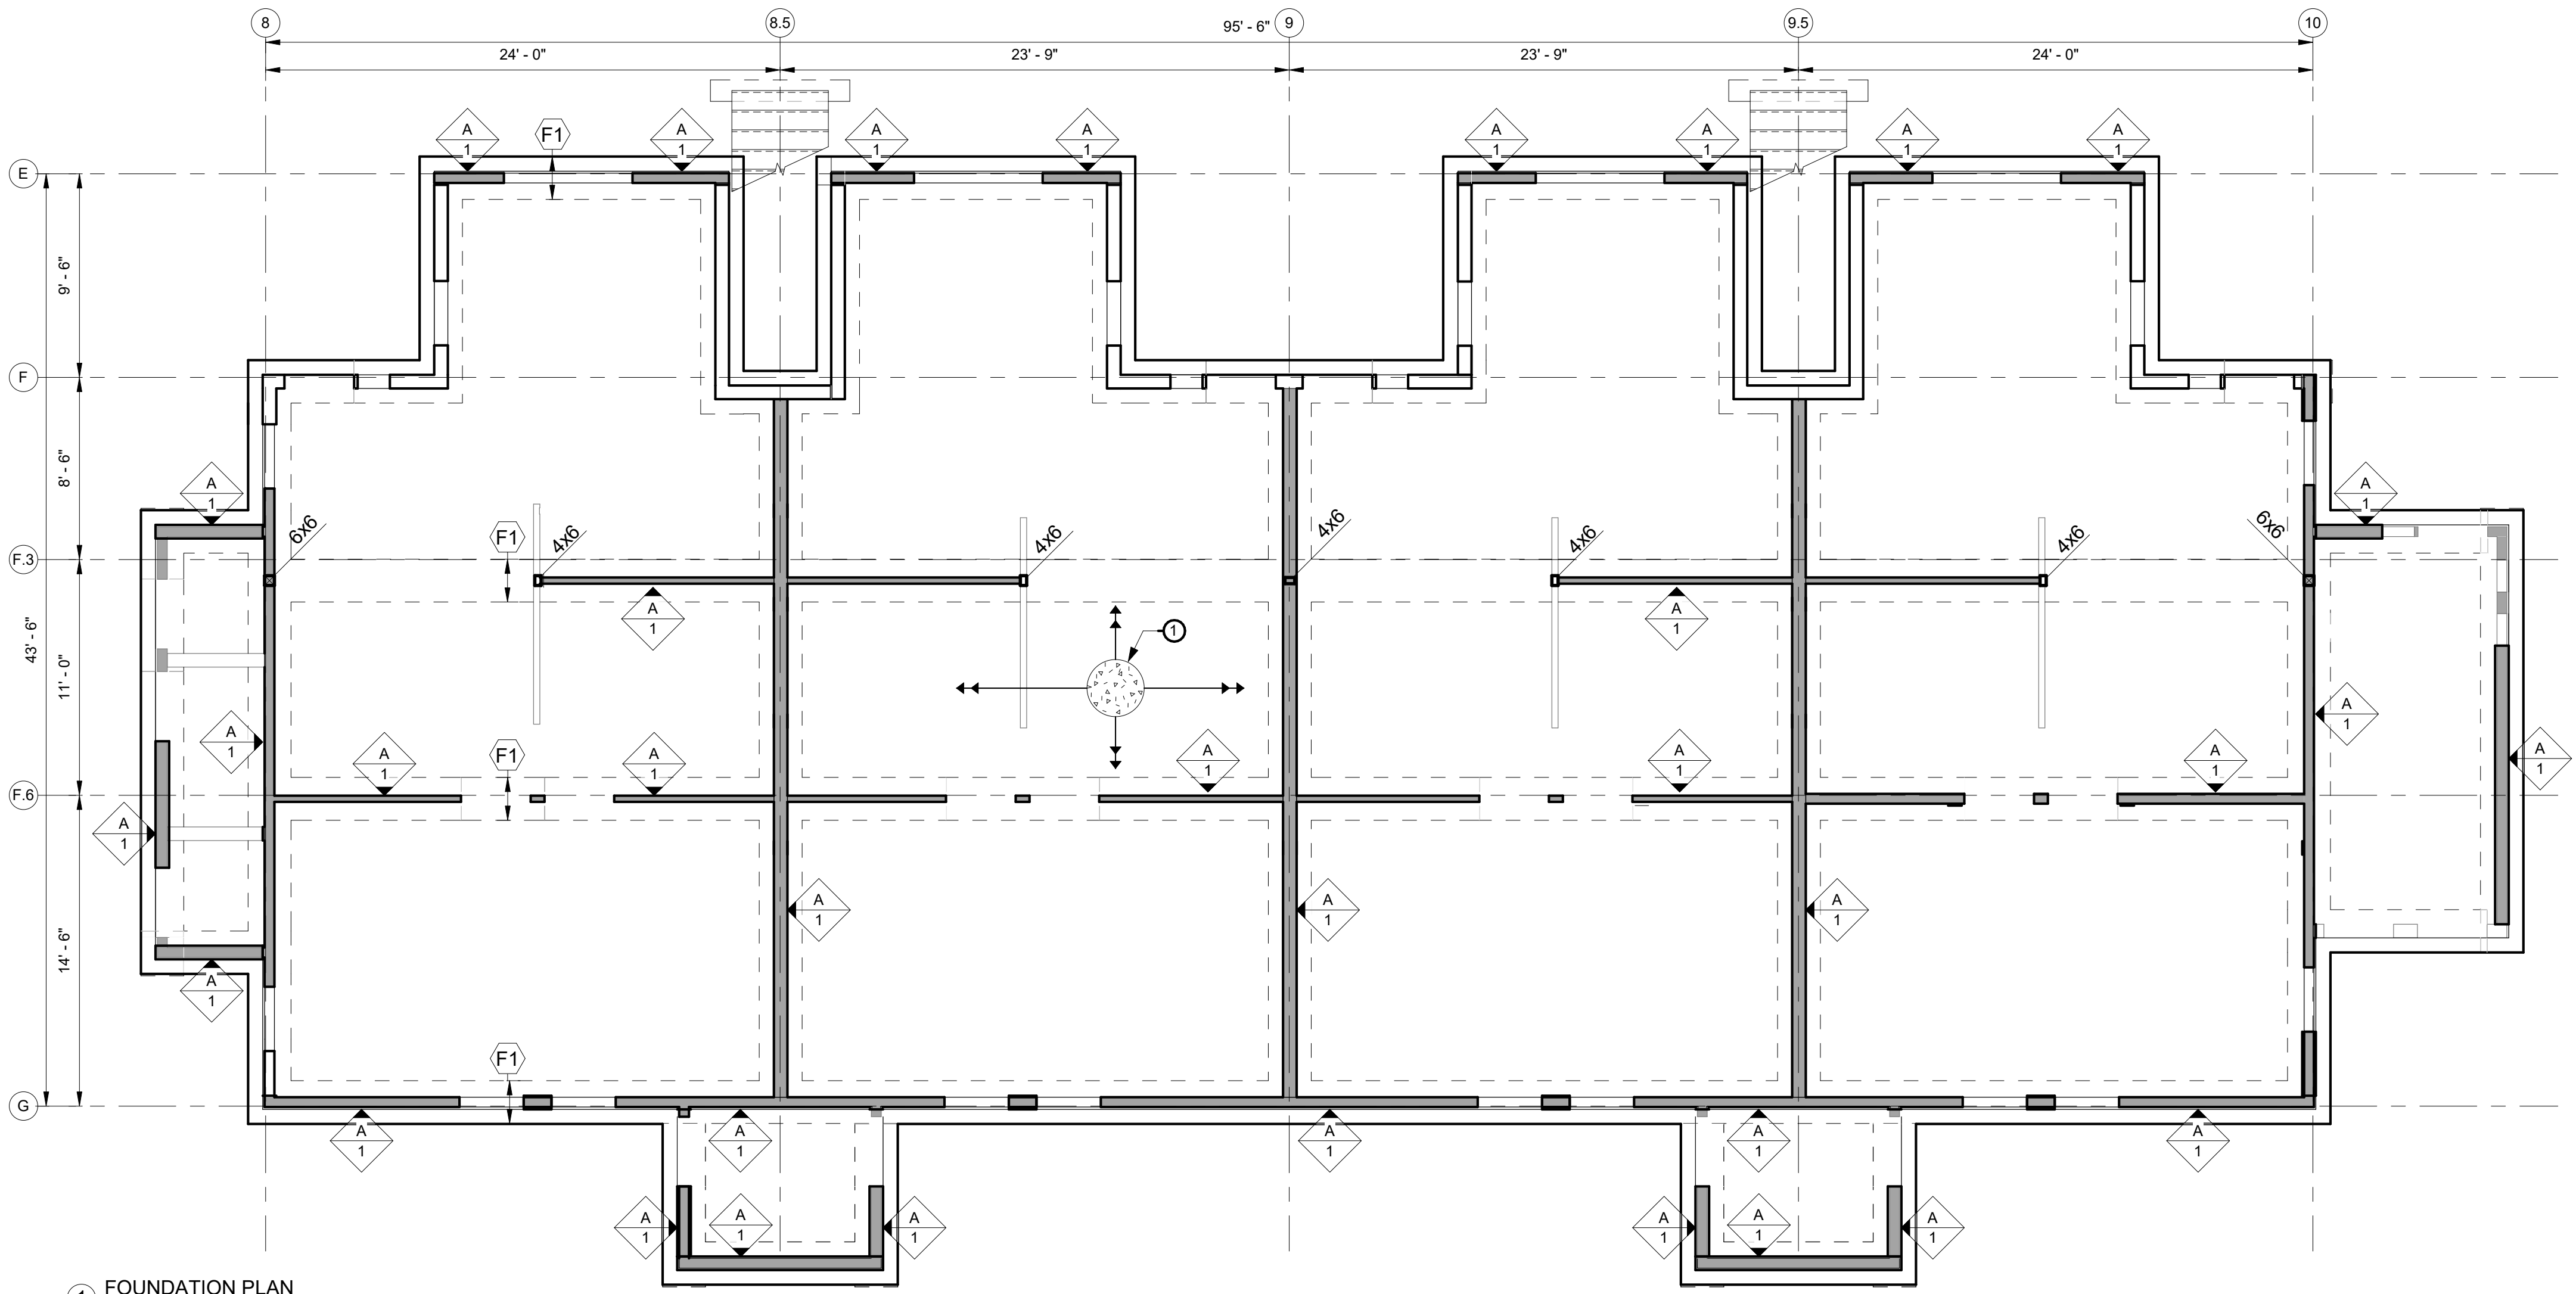 8 8.5 95' - 6" 9 9.5 10
24' - 0" 23' - 9" 23' - 9" 24' - 0"
A A A A A A A A
1 F1 1 1 1 1 1 1 1
E
9' - 6"
F
8' - 6"
A A
1 1
6x6 4x6 4x6 4x6 4x6 4x6 6x6
F1
F.3
A A
1 1
1
43' - 6"
11' - 0"
A A
1 1
A F1 A A A A A
1 1 1 1 1 1
F.6
A
1
A A A
1 1 1
14' - 6"
A
1
F1
G
A A A A A
1 1 1 1 1
A A A A A A
1 1 1 1 1 1
1 FOUNDATION PLAN